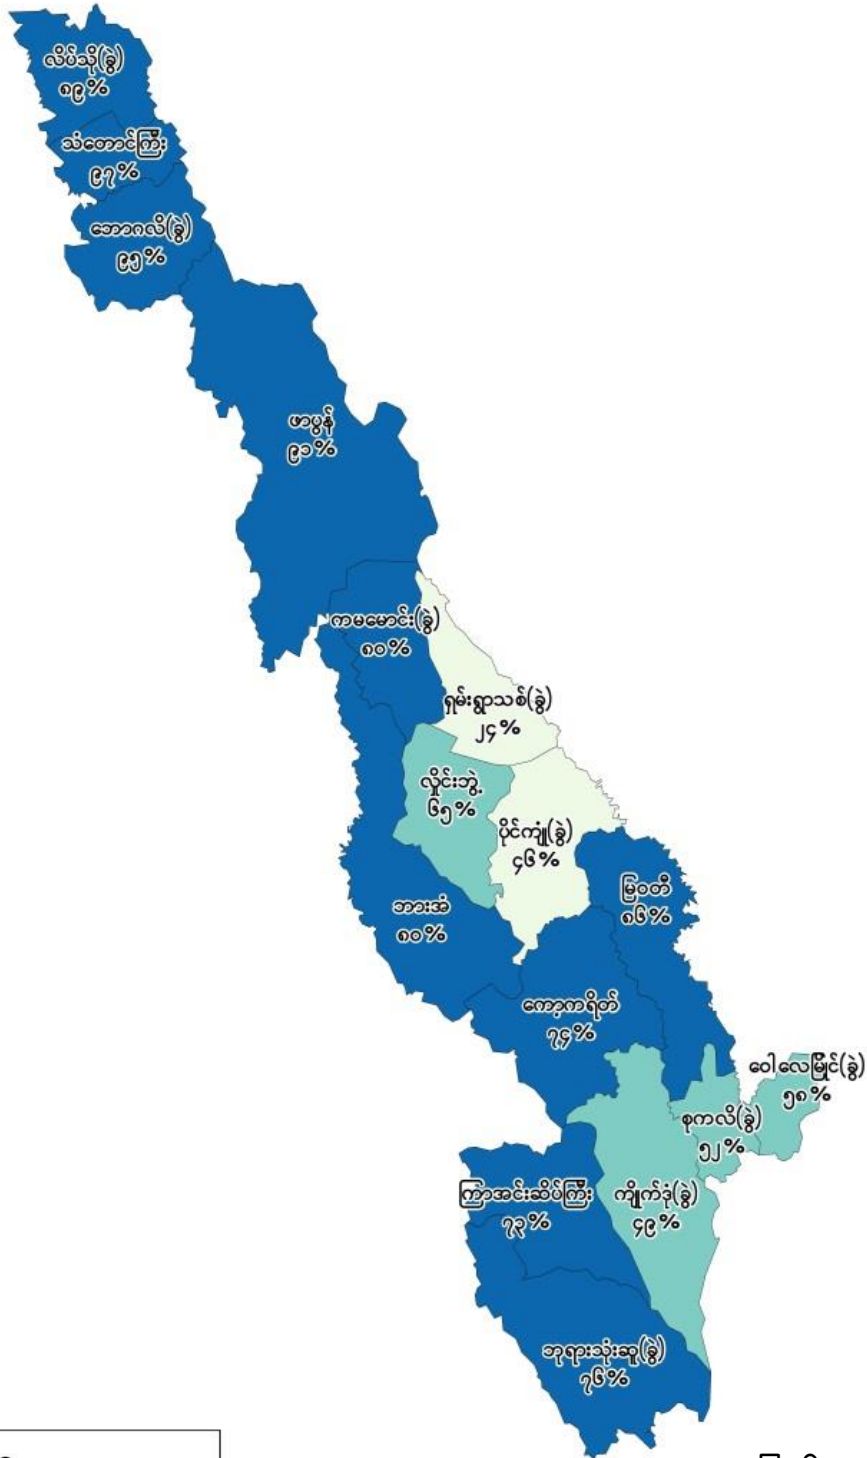 လိပ်သို(ခွဲ)
၈၉%
သံတောင်ကြီး
၉၇%
ဘောဂလိ(ခွဲ)
၉၅%
ဖာပွန်
၉၁%
ကမမောင်း(ခွဲ)
၈၀%
ရှမ်းရွာသစ်(ခွဲ)
၂၄%
လှိုင်းဘွဲ့
၆၅%
ပိုင်ကျုံ(ခွဲ)
၄၆%
မြဝတီ
၈၆%
ဘားအံ
၈၀%
ကော့ကရိတ်
၇၄%
ဝေါလေမြိုင်(ခွဲ)
၅၈%
စုကလိ(ခွဲ)
၅၂%
ကြာအင်းဆိပ်ကြီး
၇၃%
ကျိုက်ဒုံ(ခွဲ)
၄၉%
ဘုရားသုံးဆူ(ခွဲ)
၇၆%